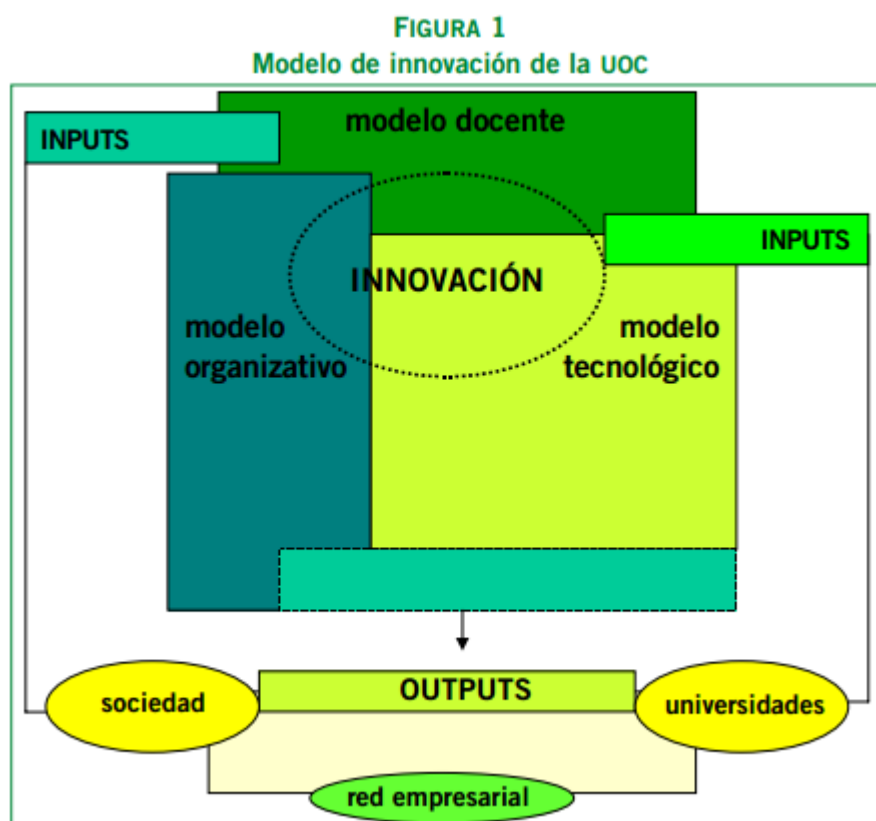 FIGURA 1
Modelo de innovación de la UOC
modelo docente
INPUTS
INPUTS
INNOVACIÓN
modelo
organizativo
modelo
tecnológico
OUTPUTS
sociedad
universidades
red empresarial